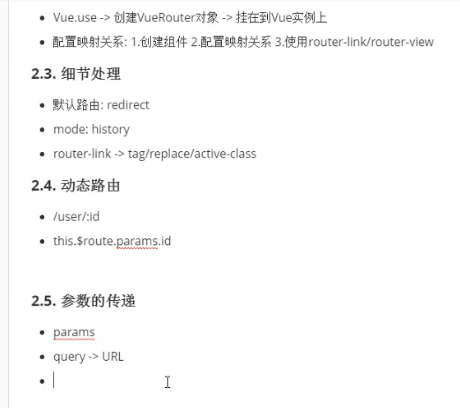 Vue.use -> 创建VueRouter对象 -> 挂在到Vue实例上
配置映射关系: 1.创建组件 2.配置映射关系 3.使用router-link/router-view
2.3. 细节处理
默认路由: redirect
mode: history
router-link -> tag/replace/active-class
2.4. 动态路由
/user/:id
this.$route.params.id
2.5. 参数的传递
params
query -> URL